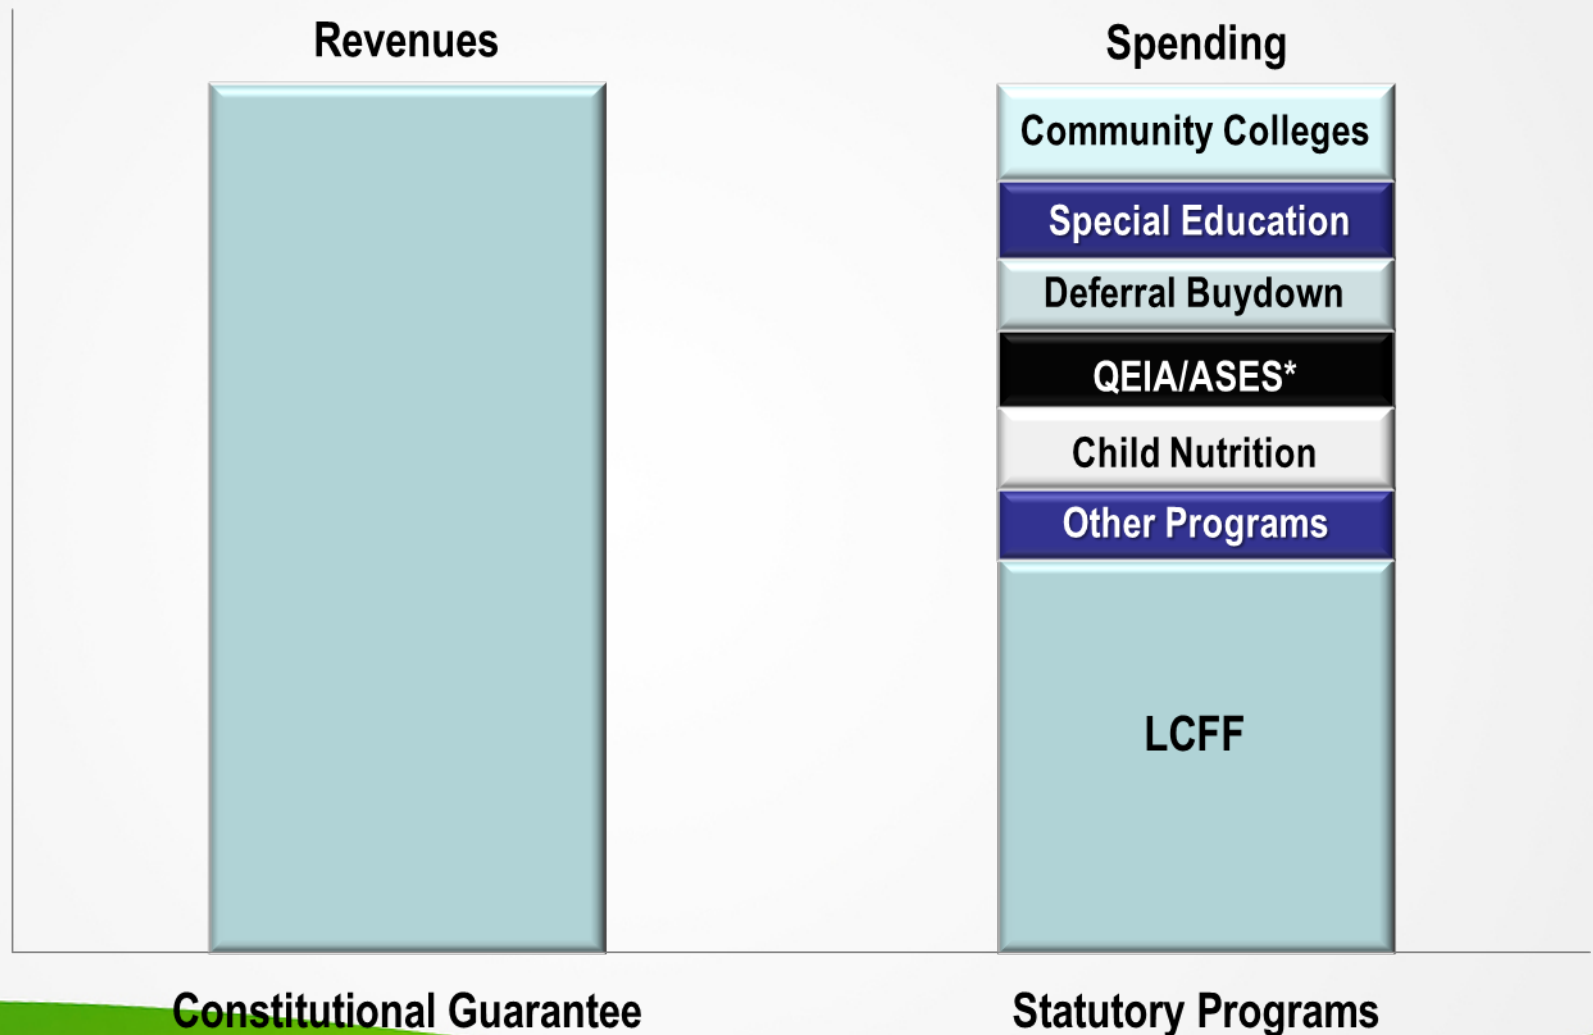 Revenues
Spending
Community Colleges
Special Education
Deferral Buydown
QEIA/ASES*
Child Nutrition
Other Programs
LCFF
Constitutional Guarantee
Statutory Programs